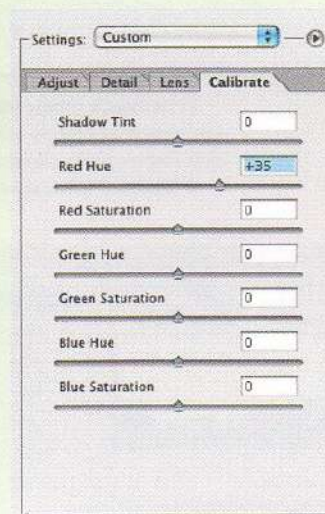 Settings: Custom
Adjust Detail Lens Calibrate
Shadow Tint 0
Red Hue +35
Red Saturation 0
Green Hue 0
Green Saturation 0
Blue Hue 0
Blue Saturation 0